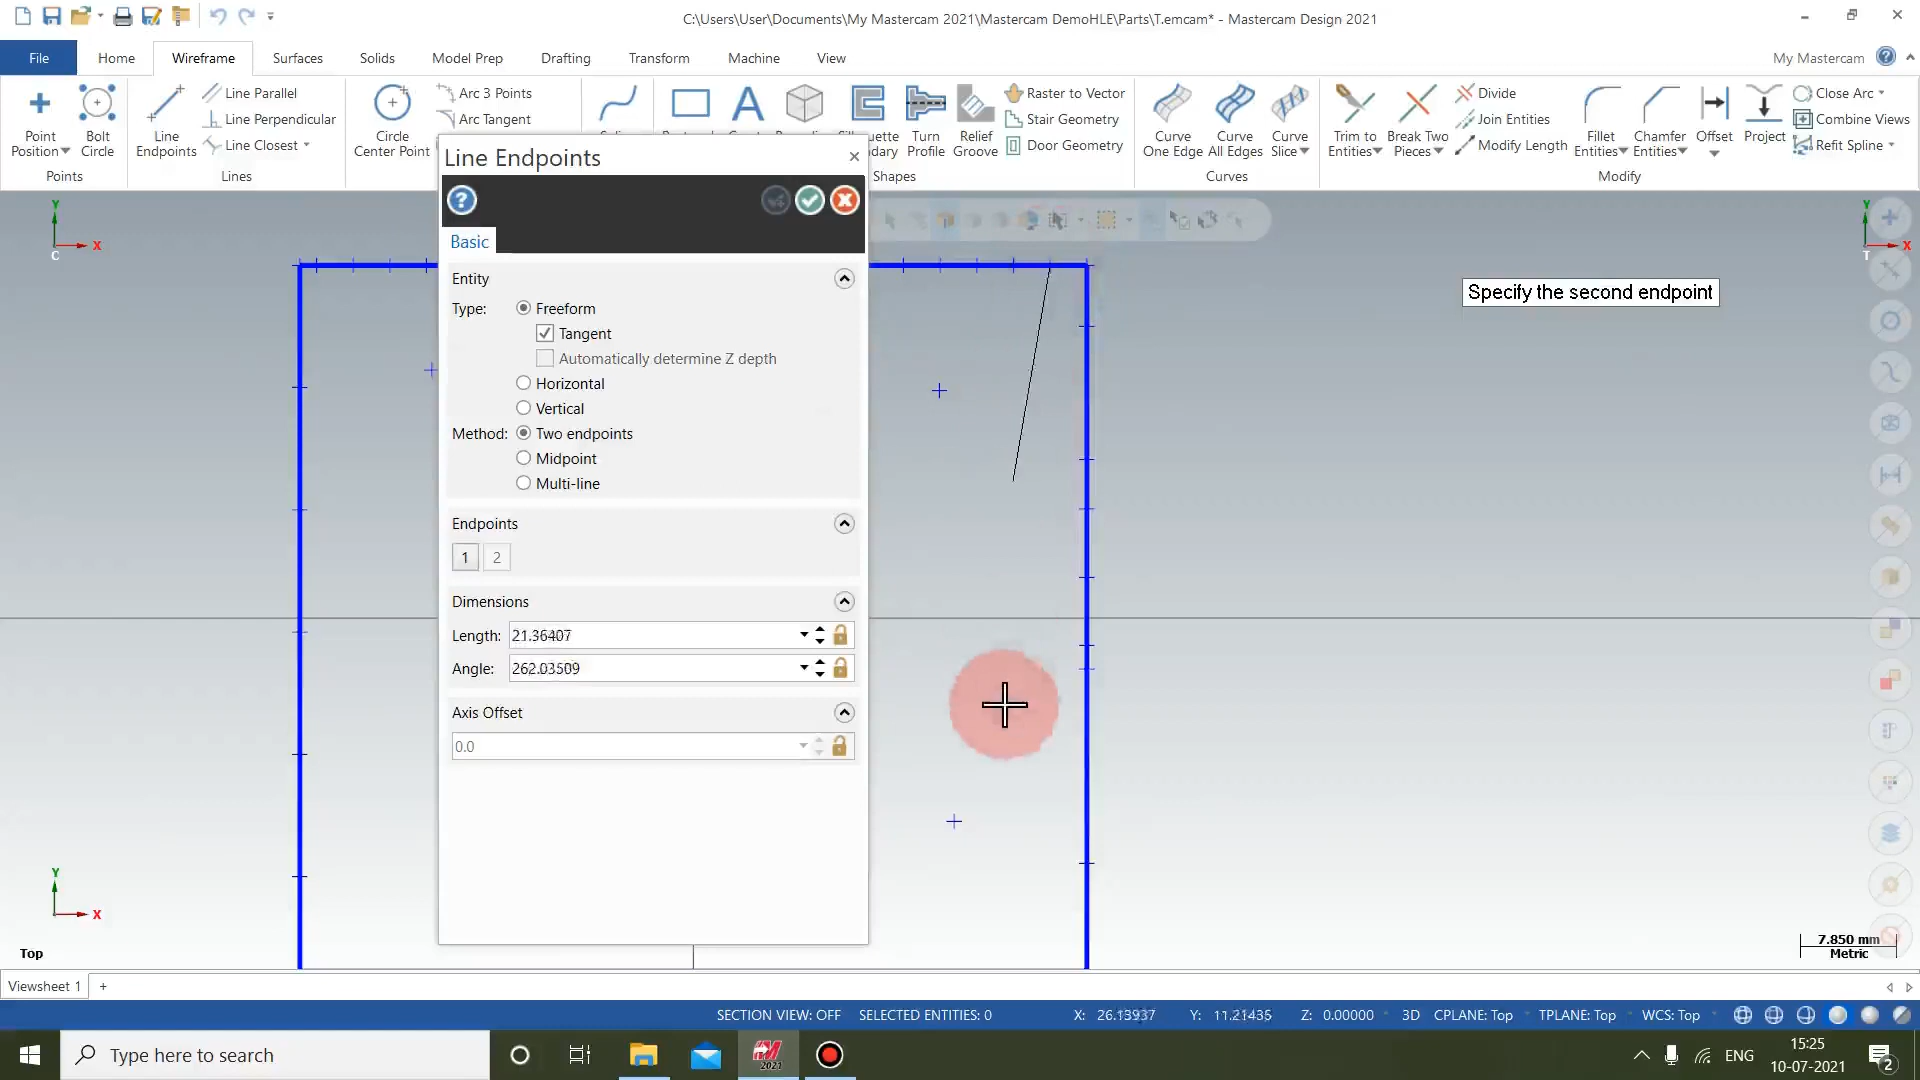 C:\Users\User\Documents\My Mastercam 2021\Mastercam DemoHLE\Parts\T.emcam* - Mastercam Design 2021
File Home Wireframe Surfaces Solids Model Prep Drafting Transform Machine View My Mastercam
Point Position
Bolt Circle
Points
Line Endpoints
Line Parallel
Line Perpendicular
Line Closest
Lines
Circle Center Point
Arc 3 Points
Arc Tangent
Turn Profile
Relief Groove
Raster to Vector
Stair Geometry
Door Geometry
Shapes
Curve One Edge
Curve All Edges
Curve Slice
Curves
Trim to Entities
Break Two Pieces
Divide
Join Entities
Modify Length
Fillet Entities
Chamfer Entities
Offset
Project
Close Arc
Combine Views
Refit Spline
Modify
Line Endpoints
Basic
Entity
Type: Freeform
Tangent
Automatically determine Z depth
Horizontal
Vertical
Method: Two endpoints
Midpoint
Multi-line
Endpoints
1 2
Dimensions
Length: 21.36407
Angle: 262.03509
Axis Offset
0.0
Specify the second endpoint
Y
X
C
Y
X
T
Y
X
Top
7.850 mm
Metric
Viewsheet 1 +
SECTION VIEW: OFF SELECTED ENTITIES: 0 X: 26.13937 Y: 11.21435 Z: 0.00000 3D CPLANE: Top TPLANE: Top WCS: Top
Type here to search
2021
ENG
15:25
10-07-2021
2